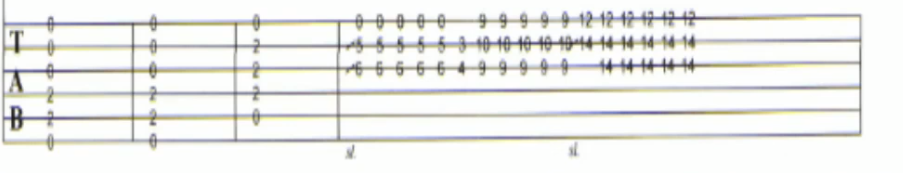 0 0 0 0 0 0 0 0 9 9 9 9 9 12 12 12 12 12 12
T 0 0 2 5 5 5 5 5 3 10 10 10 10 10 14 14 14 14 14 14
A 0 0 2 6 6 6 6 6 4 9 9 9 9 9 14 14 14 14 14
2 2 2
B 2 2 0
0 0
sl sl